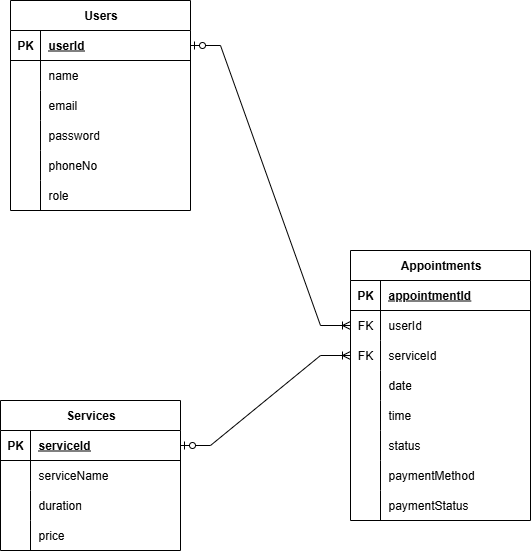 Users
PK userId
name
email
password
phoneNo
role
Appointments
PK appointmentId
FK userId
FK serviceId
date
time
status
paymentMethod
paymentStatus
Services
PK serviceId
serviceName
duration
price